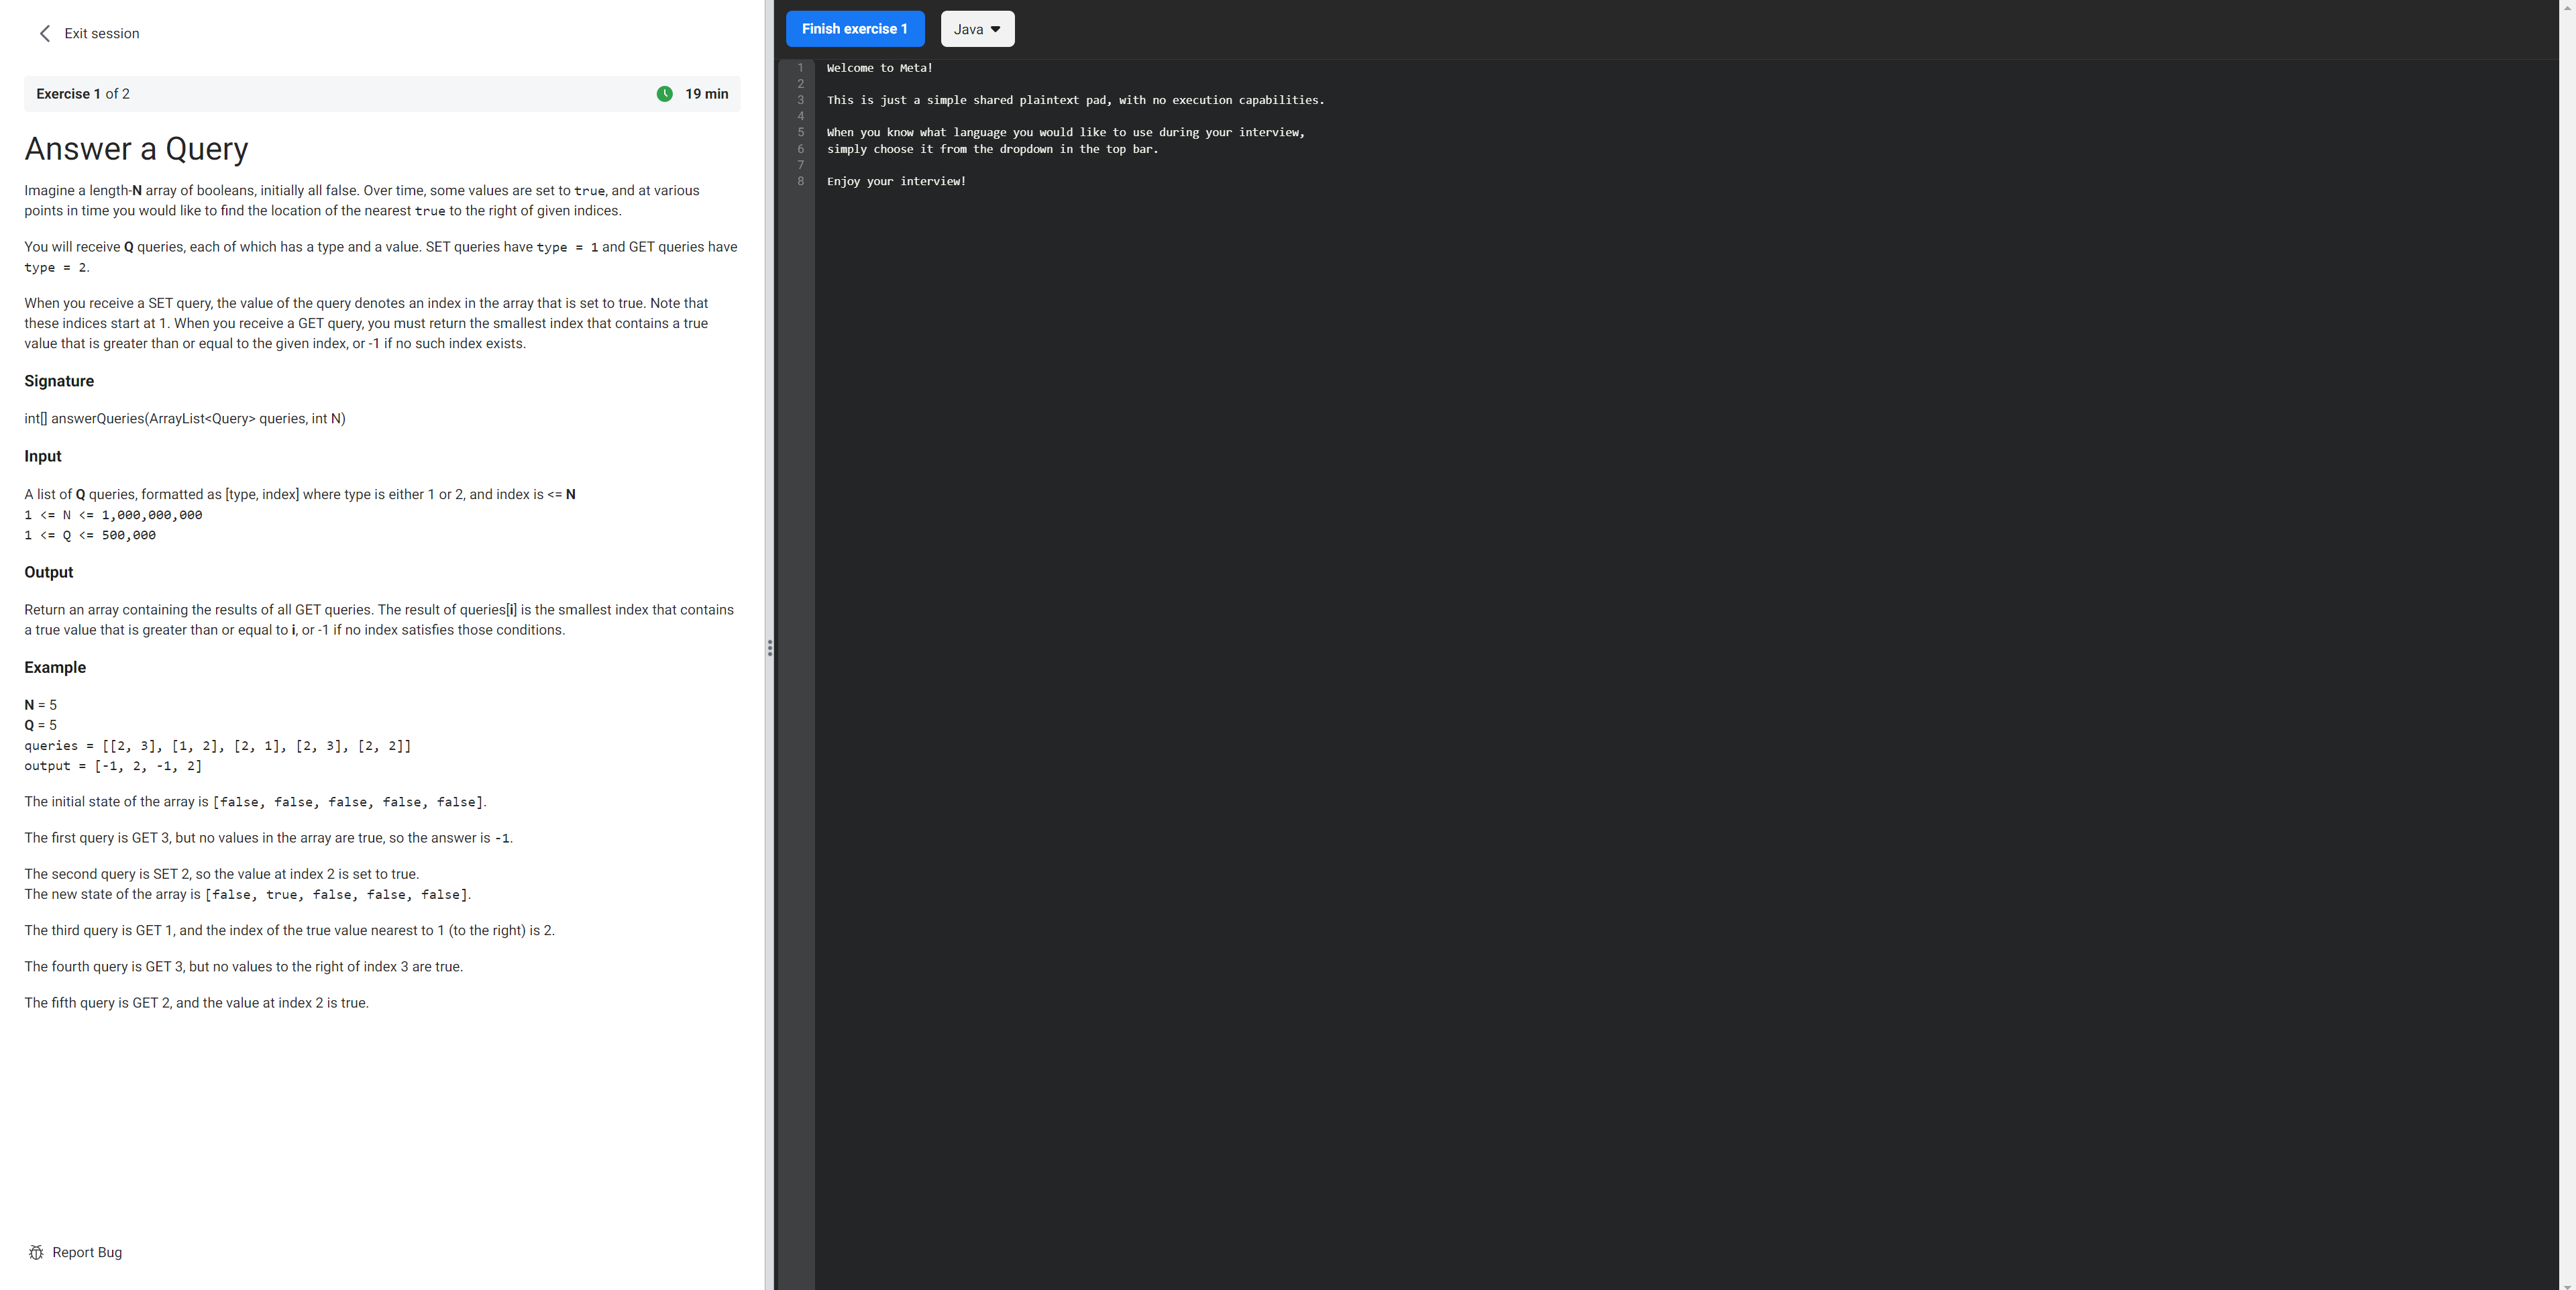 Exit session
Exercise 1 of 2
19 min
Answer a Query
Imagine a length-N array of booleans, initially all false. Over time, some values are set to true, and at various
points in time you would like to find the location of the nearest true to the right of given indices.
You will receive Q queries, each of which has a type and a value. SET queries have type = 1 and GET queries have
type = 2.
When you receive a SET query, the value of the query denotes an index in the array that is set to true. Note that
these indices start at 1. When you receive a GET query, you must return the smallest index that contains a true
value that is greater than or equal to the given index, or -1 if no such index exists.
Signature
int[] answerQueries(ArrayList<Query> queries, int N)
Input
A list of Q queries, formatted as [type, index] where type is either 1 or 2, and index is <= N
1 <= N <= 1,000,000,000
1 <= Q <= 500,000
Output
Return an array containing the results of all GET queries. The result of queries[i] is the smallest index that contains
a true value that is greater than or equal to i, or -1 if no index satisfies those conditions.
Example
N = 5
Q = 5
queries = [[2, 3], [1, 2], [2, 1], [2, 3], [2, 2]]
output = [-1, 2, -1, 2]
The initial state of the array is [false, false, false, false, false].
The first query is GET 3, but no values in the array are true, so the answer is -1.
The second query is SET 2, so the value at index 2 is set to true.
The new state of the array is [false, true, false, false, false].
The third query is GET 1, and the index of the true value nearest to 1 (to the right) is 2.
The fourth query is GET 3, but no values to the right of index 3 are true.
The fifth query is GET 2, and the value at index 2 is true.
Report Bug
Finish exercise 1
Java
1 Welcome to Meta!
2
3 This is just a simple shared plaintext pad, with no execution capabilities.
4
5 When you know what language you would like to use during your interview,
6 simply choose it from the dropdown in the top bar.
7
8 Enjoy your interview!